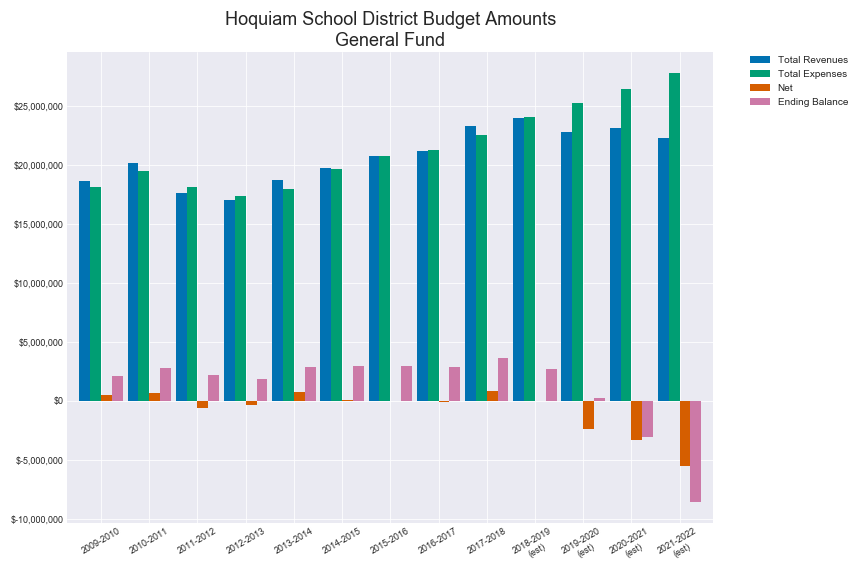 Hoquiam School District Budget Amounts
General Fund
Total Revenues
Total Expenses
Net
Ending Balance
$25,000,000
$20,000,000
$15,000,000
$10,000,000
$5,000,000
$0
$-5,000,000
$-10,000,000
2009-2010
2010-2011
2011-2012
2012-2013
2013-2014
2014-2015
2015-2016
2016-2017
2017-2018
2018-2019
(est)
2019-2020
(est)
2020-2021
(est)
2021-2022
(est)